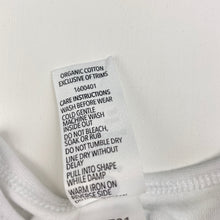 ORGANIC COTTON
EXCLUSIVE OF TRIMS
1600401
CARE INSTRUCTIONS
WASH BEFORE WEAR
COLD GENTLE
MACHINE WASH
INSIDE OUT
DO NOT BLEACH,
SOAK OR RUB
DO NOT TUMBLE DRY
LINE DRY WITHOUT
DELAY
PULL INTO SHAPE
WHILE DAMP
WARM IRON ON
REVERSE SIDE